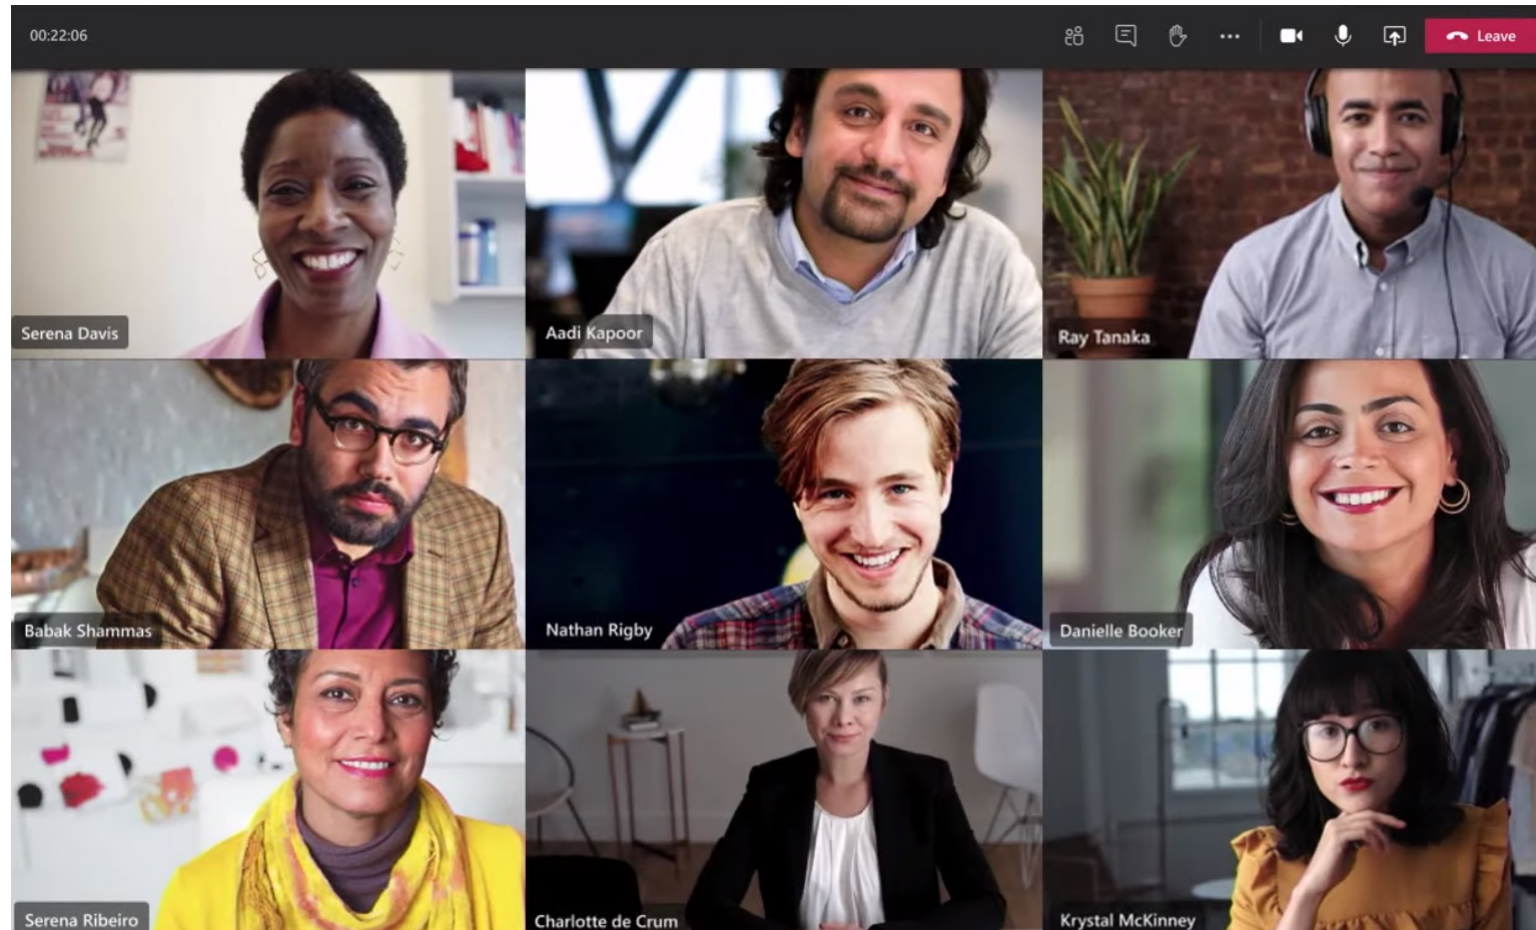 00:22:06
Leave
Serena Davis
Aadi Kapoor
Ray Tanaka
Babak Shammas
Nathan Rigby
Danielle Booker
Serena Ribeiro
Charlotte de Crum
Krystal McKinney